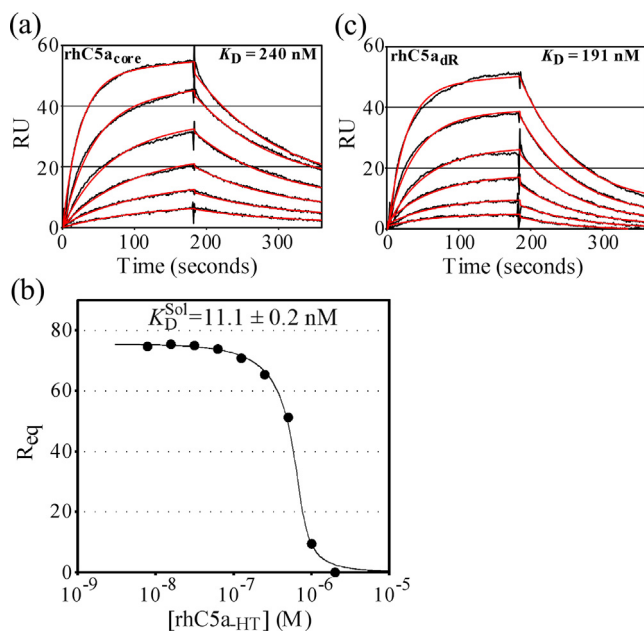 (a)
rhC5a_core K_D = 240 nM
60
40
20
0
RU
0 100 200 300
Time (seconds)
(c)
rhC5a_dR K_D = 191 nM
60
40
20
0
RU
0 100 200 300
Time (seconds)
(b)
K_D^Sol=11.1 ± 0.2 nM
80
60
40
20
0
R_eq
10^-9 10^-8 10^-7 10^-6 10^-5
[rhC5a_-HT] (M)